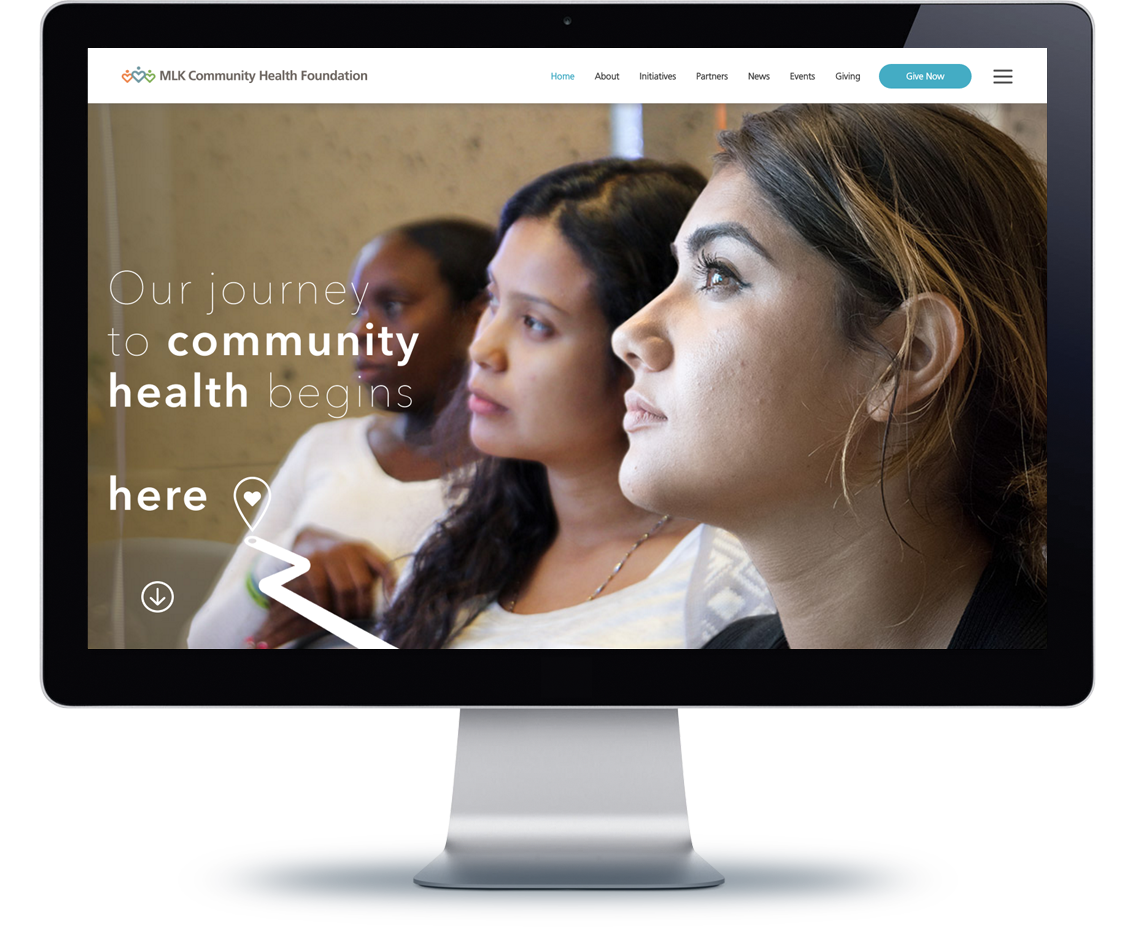 MLK Community Health Foundation
Home About Initiatives Partners News Events Giving Give Now
Our journey
to community
health begins
here